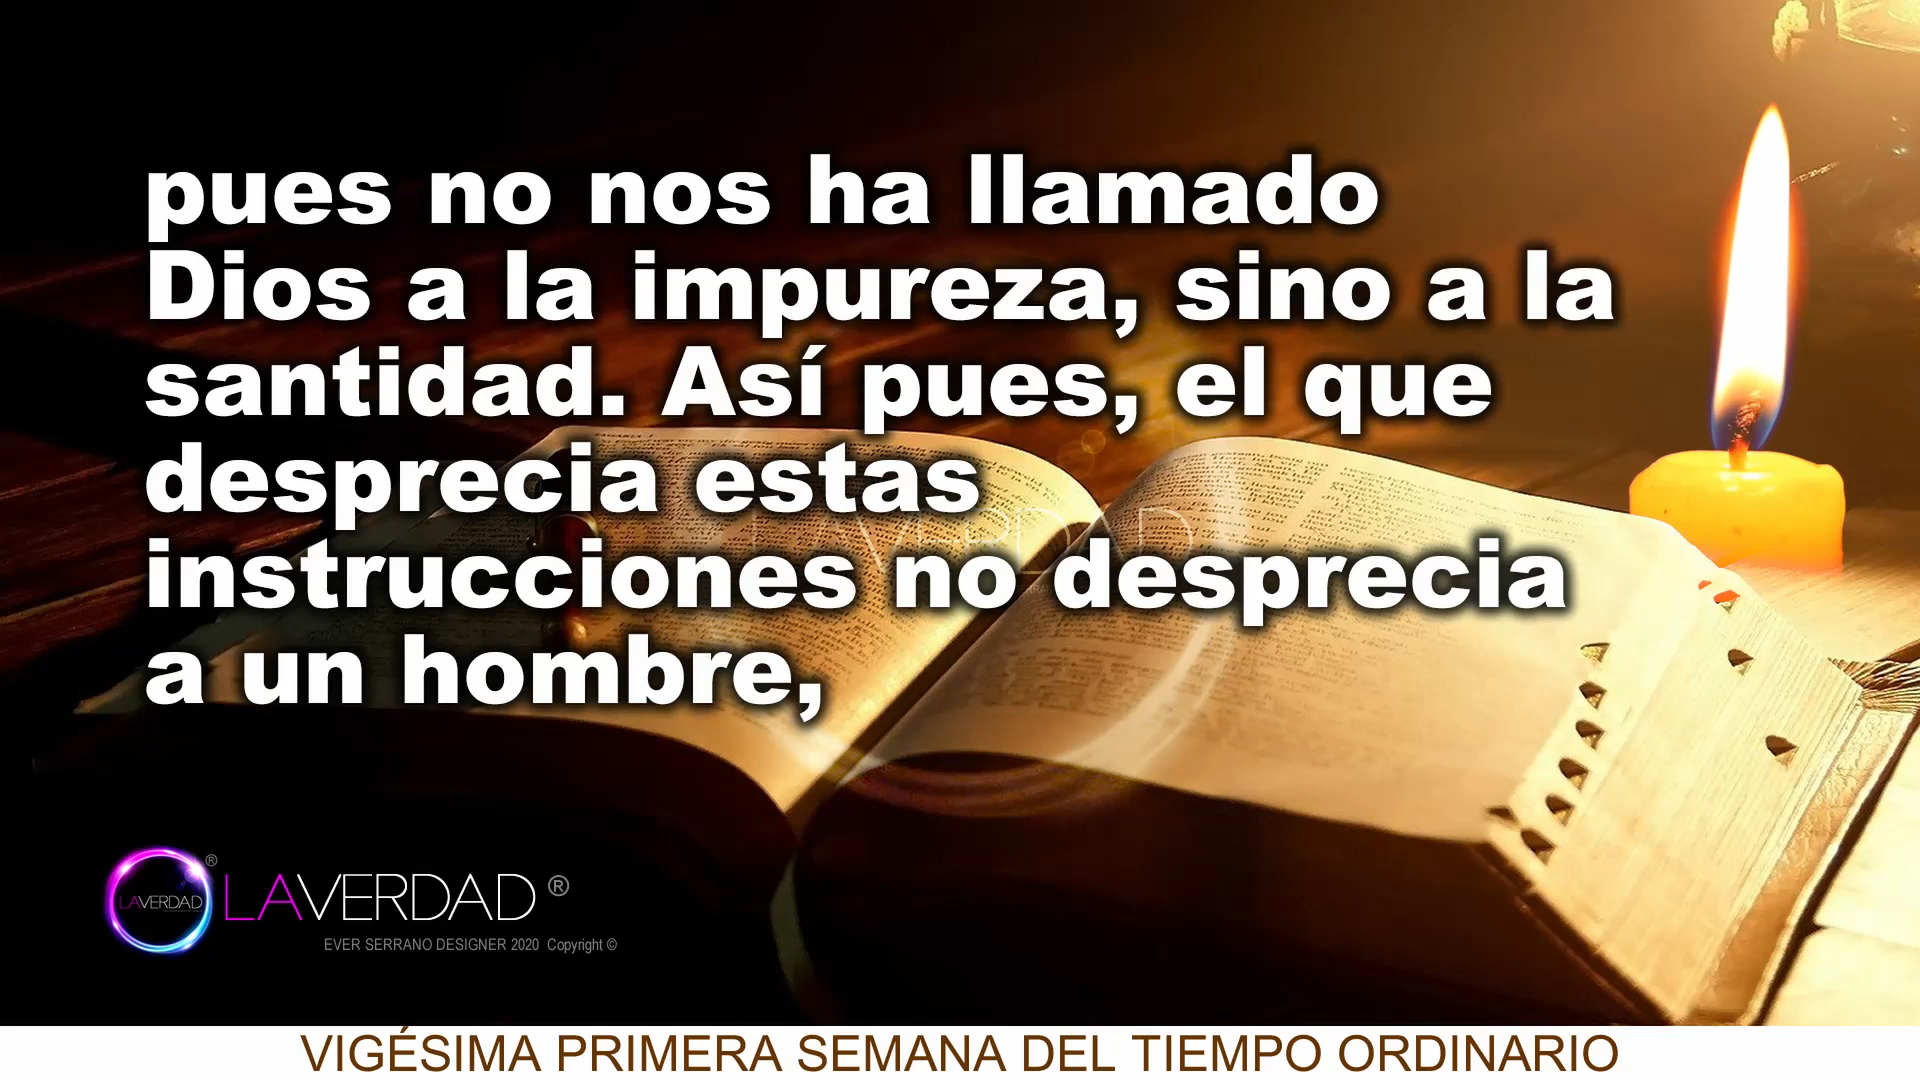 pues no nos ha llamado
Dios a la impureza, sino a la
santidad. Así pues, el que
desprecia estas
instrucciones no desprecia
a un hombre,
LAVERDAD
LAVERDAD ®
LAVERDAD ®
EVER SERRANO DESIGNER 2020 Copyright ©
VIGÉSIMA PRIMERA SEMANA DEL TIEMPO ORDINARIO